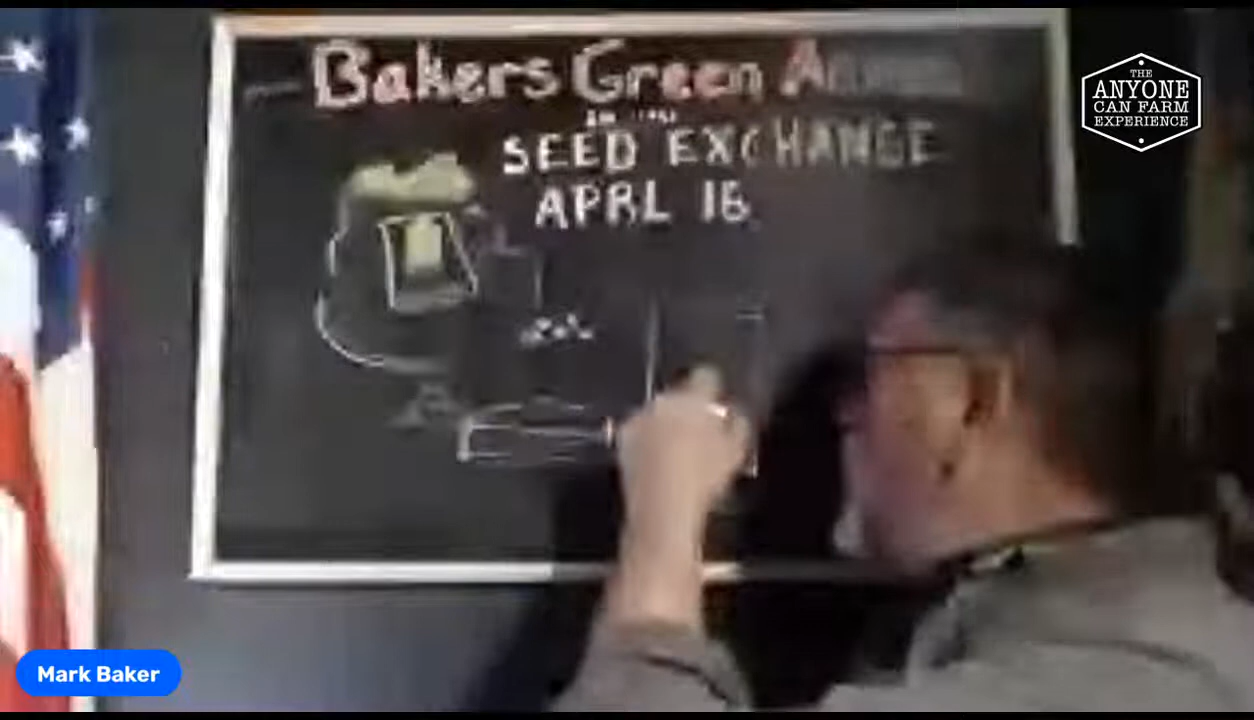 Bakers Green
SEED EXCHANGE
APRL 16
THE
ANYONE
CAN FARM
EXPERIENCE
Mark Baker